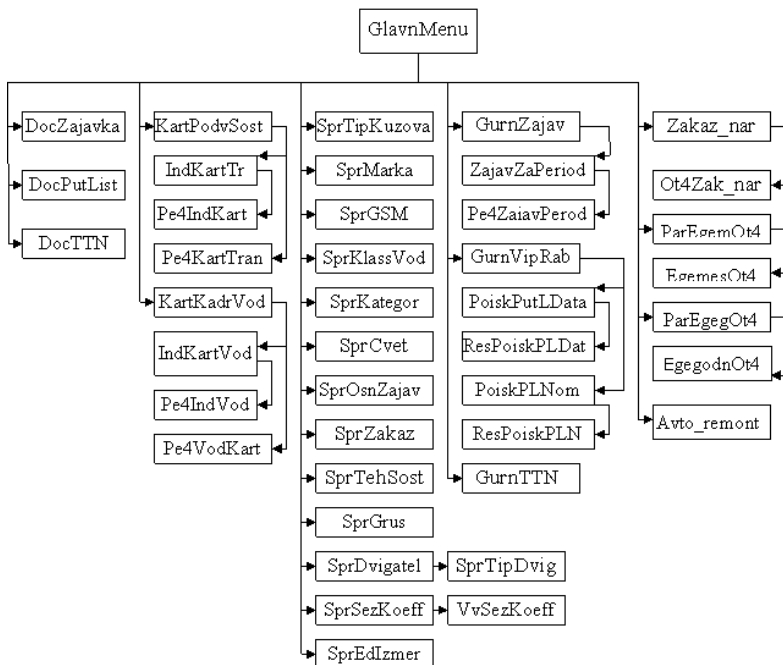 GlavnMenu
DocZajavka
DocPutList
DocTTN
KartPodvSost
IndKartTr
Pe4IndKart
Pe4KartTran
KartKadrVod
IndKartVod
Pe4IndVod
Pe4VodKart
SprTipKuzova
SprMarka
SprGSM
SprKlassVod
SprKategor
SprCvet
SprOsnZajav
SprZakaz
SprTehSost
SprGrus
SprDvigatel
SprTipDvig
SprSezKoeff
VvSezKoeff
SprEdIzmer
GurnZajav
ZajavZaPeriod
Pe4ZaiavPerod
GurnVipRab
PoiskPutLData
ResPoiskPLDat
PoiskPLNom
ResPoiskPLN
GurnTTN
Zakaz_nar
Ot4Zak_nar
ParEgemOt4
EgemesOt4
ParEgegOt4
EgegodnOt4
Avto_remont